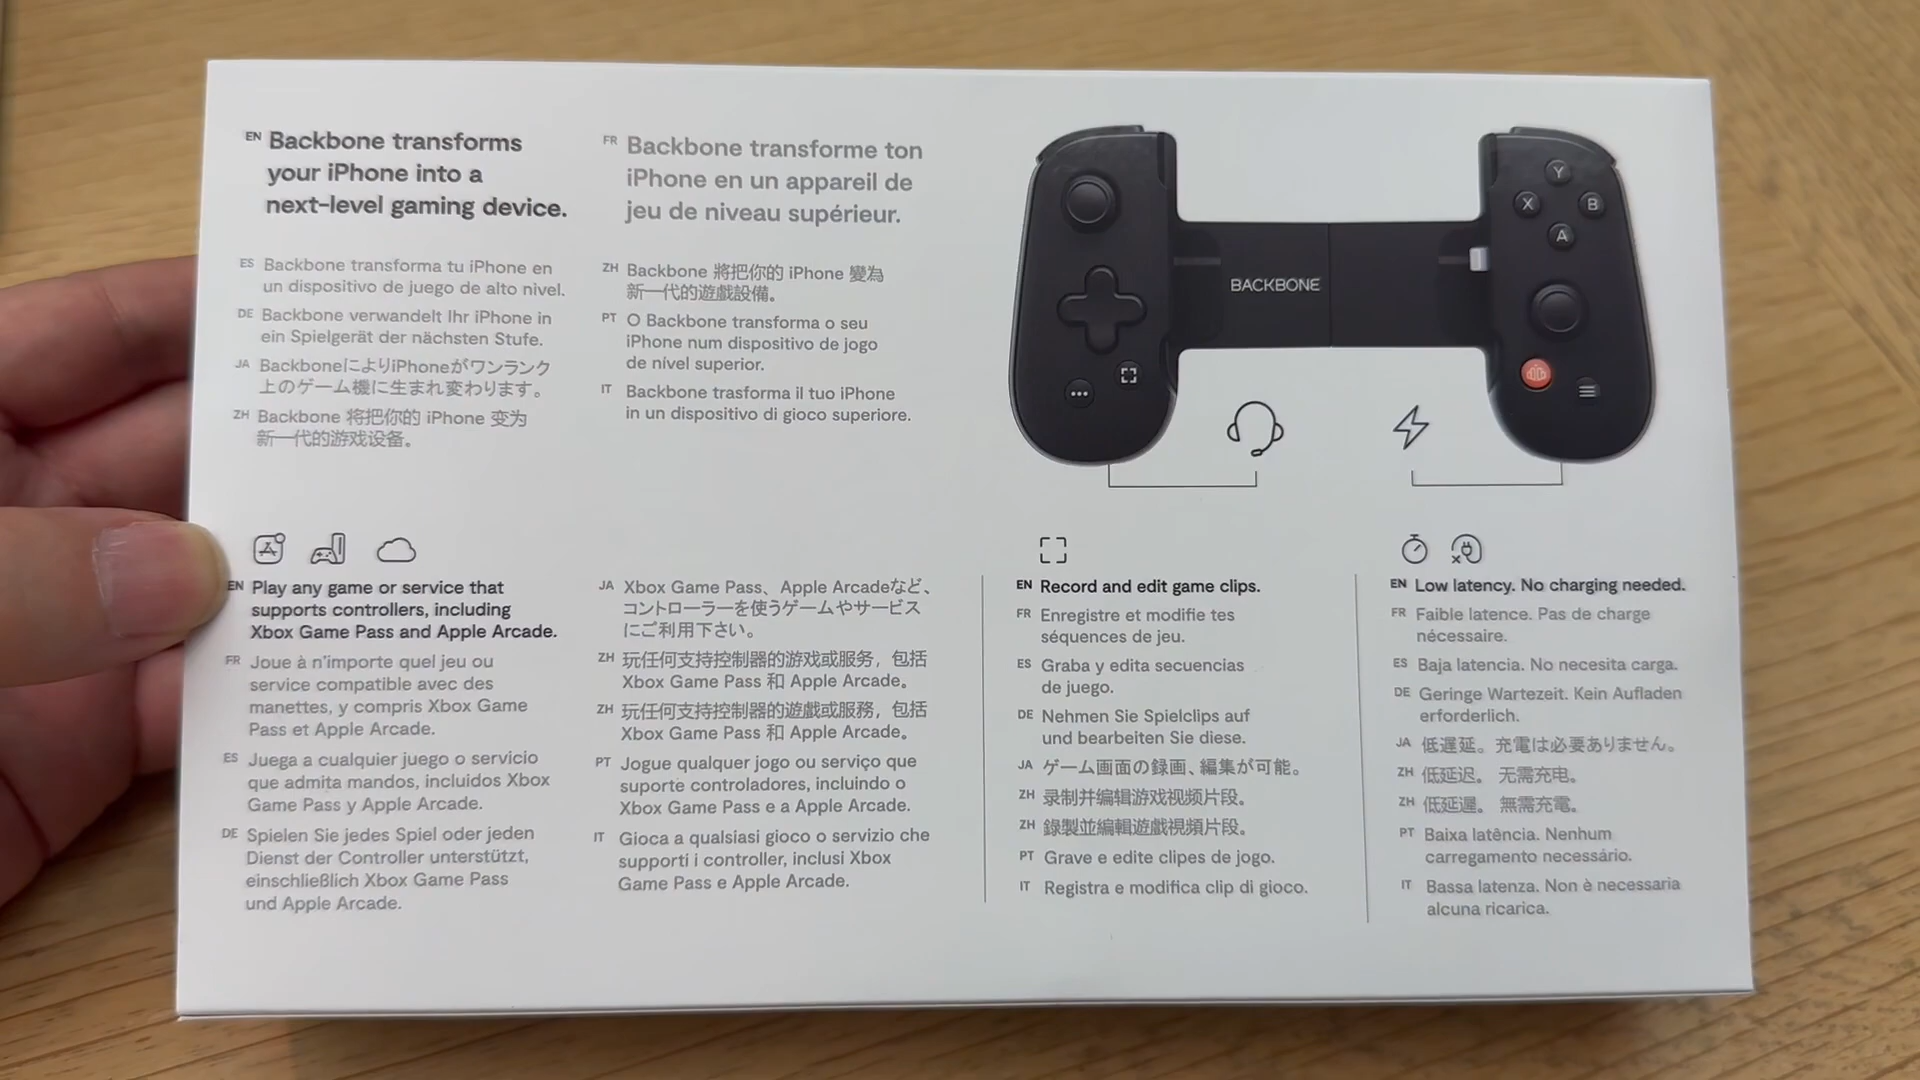 EN Backbone transforms
your iPhone into a
next-level gaming device.
FR Backbone transforme ton
iPhone en un appareil de
jeu de niveau supérieur.
ES Backbone transforma tu iPhone en
un dispositivo de juego de alto nivel.
DE Backbone verwandelt Ihr iPhone in
ein Spielgerät der nächsten Stufe.
JA BackboneによりiPhoneがワンランク
上のゲーム機に生まれ変わります。
ZH Backbone 将把你的 iPhone 变为
新一代的游戏设备。
ZH Backbone 將把你的 iPhone 變為
新一代的遊戲設備。
PT O Backbone transforma o seu
iPhone num dispositivo de jogo
de nível superior.
IT Backbone trasforma il tuo iPhone
in un dispositivo di gioco superiore.
BACKBONE
Y
X
B
A
EN Play any game or service that
supports controllers, including
Xbox Game Pass and Apple Arcade.
FR Joue à n'importe quel jeu ou
service compatible avec des
manettes, y compris Xbox Game
Pass et Apple Arcade.
ES Juega a cualquier juego o servicio
que admita mandos, incluidos Xbox
Game Pass y Apple Arcade.
DE Spielen Sie jedes Spiel oder jeden
Dienst der Controller unterstützt,
einschließlich Xbox Game Pass
und Apple Arcade.
JA Xbox Game Pass、Apple Arcadeなど、
コントローラーを使うゲームやサービス
にご利用下さい。
ZH 玩任何支持控制器的游戏或服务，包括
Xbox Game Pass 和 Apple Arcade。
ZH 玩任何支持控制器的遊戲或服務，包括
Xbox Game Pass 和 Apple Arcade。
PT Jogue qualquer jogo ou serviço que
suporte controladores, incluindo o
Xbox Game Pass e a Apple Arcade.
IT Gioca a qualsiasi gioco o servizio che
supporti i controller, inclusi Xbox
Game Pass e Apple Arcade.
EN Record and edit game clips.
FR Enregistre et modifie tes
séquences de jeu.
ES Graba y edita secuencias
de juego.
DE Nehmen Sie Spielclips auf
und bearbeiten Sie diese.
JA ゲーム画面の録画、編集が可能。
ZH 录制并编辑游戏视频片段。
ZH 錄製並編輯遊戲視頻片段。
PT Grave e edite clipes de jogo.
IT Registra e modifica clip di gioco.
EN Low latency. No charging needed.
FR Faible latence. Pas de charge
nécessaire.
ES Baja latencia. No necesita carga.
DE Geringe Wartezeit. Kein Aufladen
erforderlich.
JA 低遅延。充電は必要ありません。
ZH 低延迟。 无需充电。
ZH 低延遲。 無需充電。
PT Baixa latência. Nenhum
carregamento necessário.
IT Bassa latenza. Non è necessaria
alcuna ricarica.